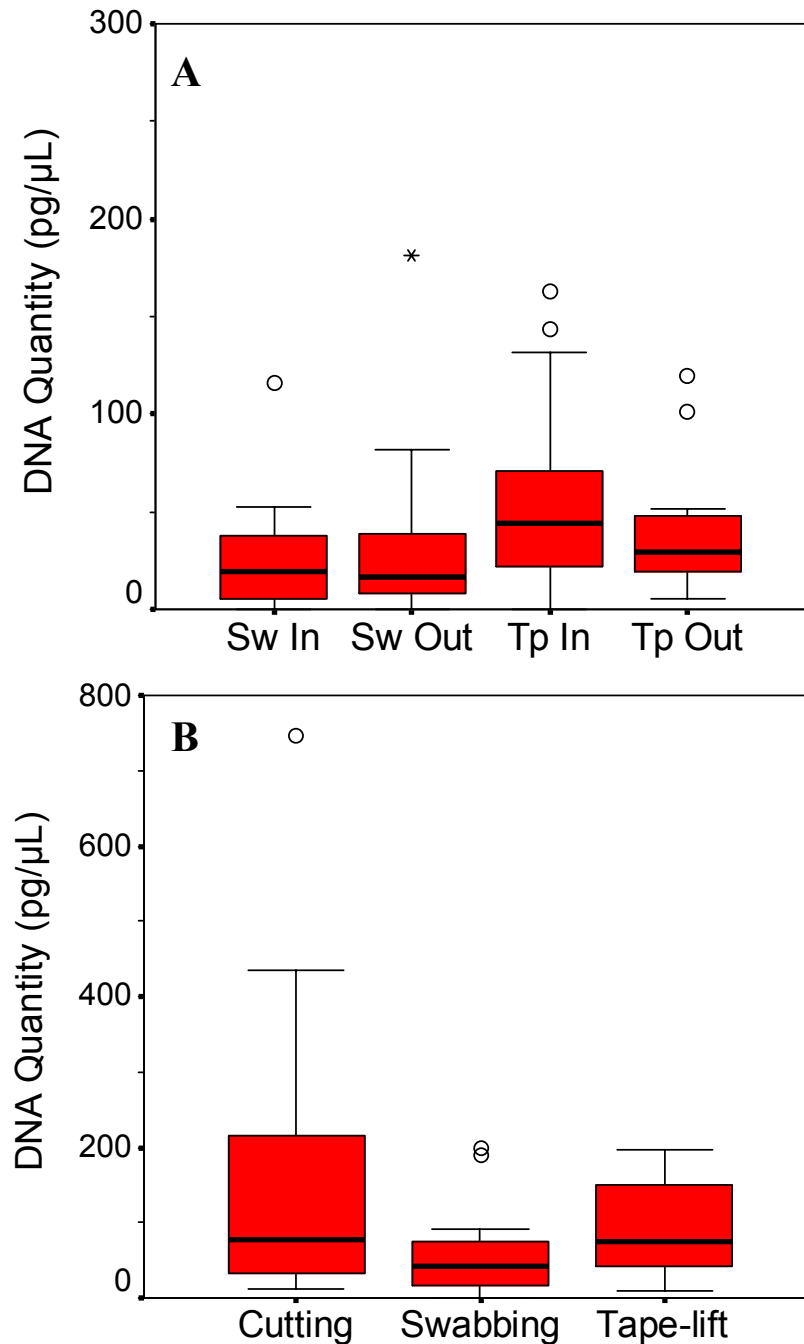 A
DNA Quantity (pg/µL)
300
200
100
0
Sw In Sw Out Tp In Tp Out
B
DNA Quantity (pg/µL)
800
600
400
200
0
Cutting Swabbing Tape-lift